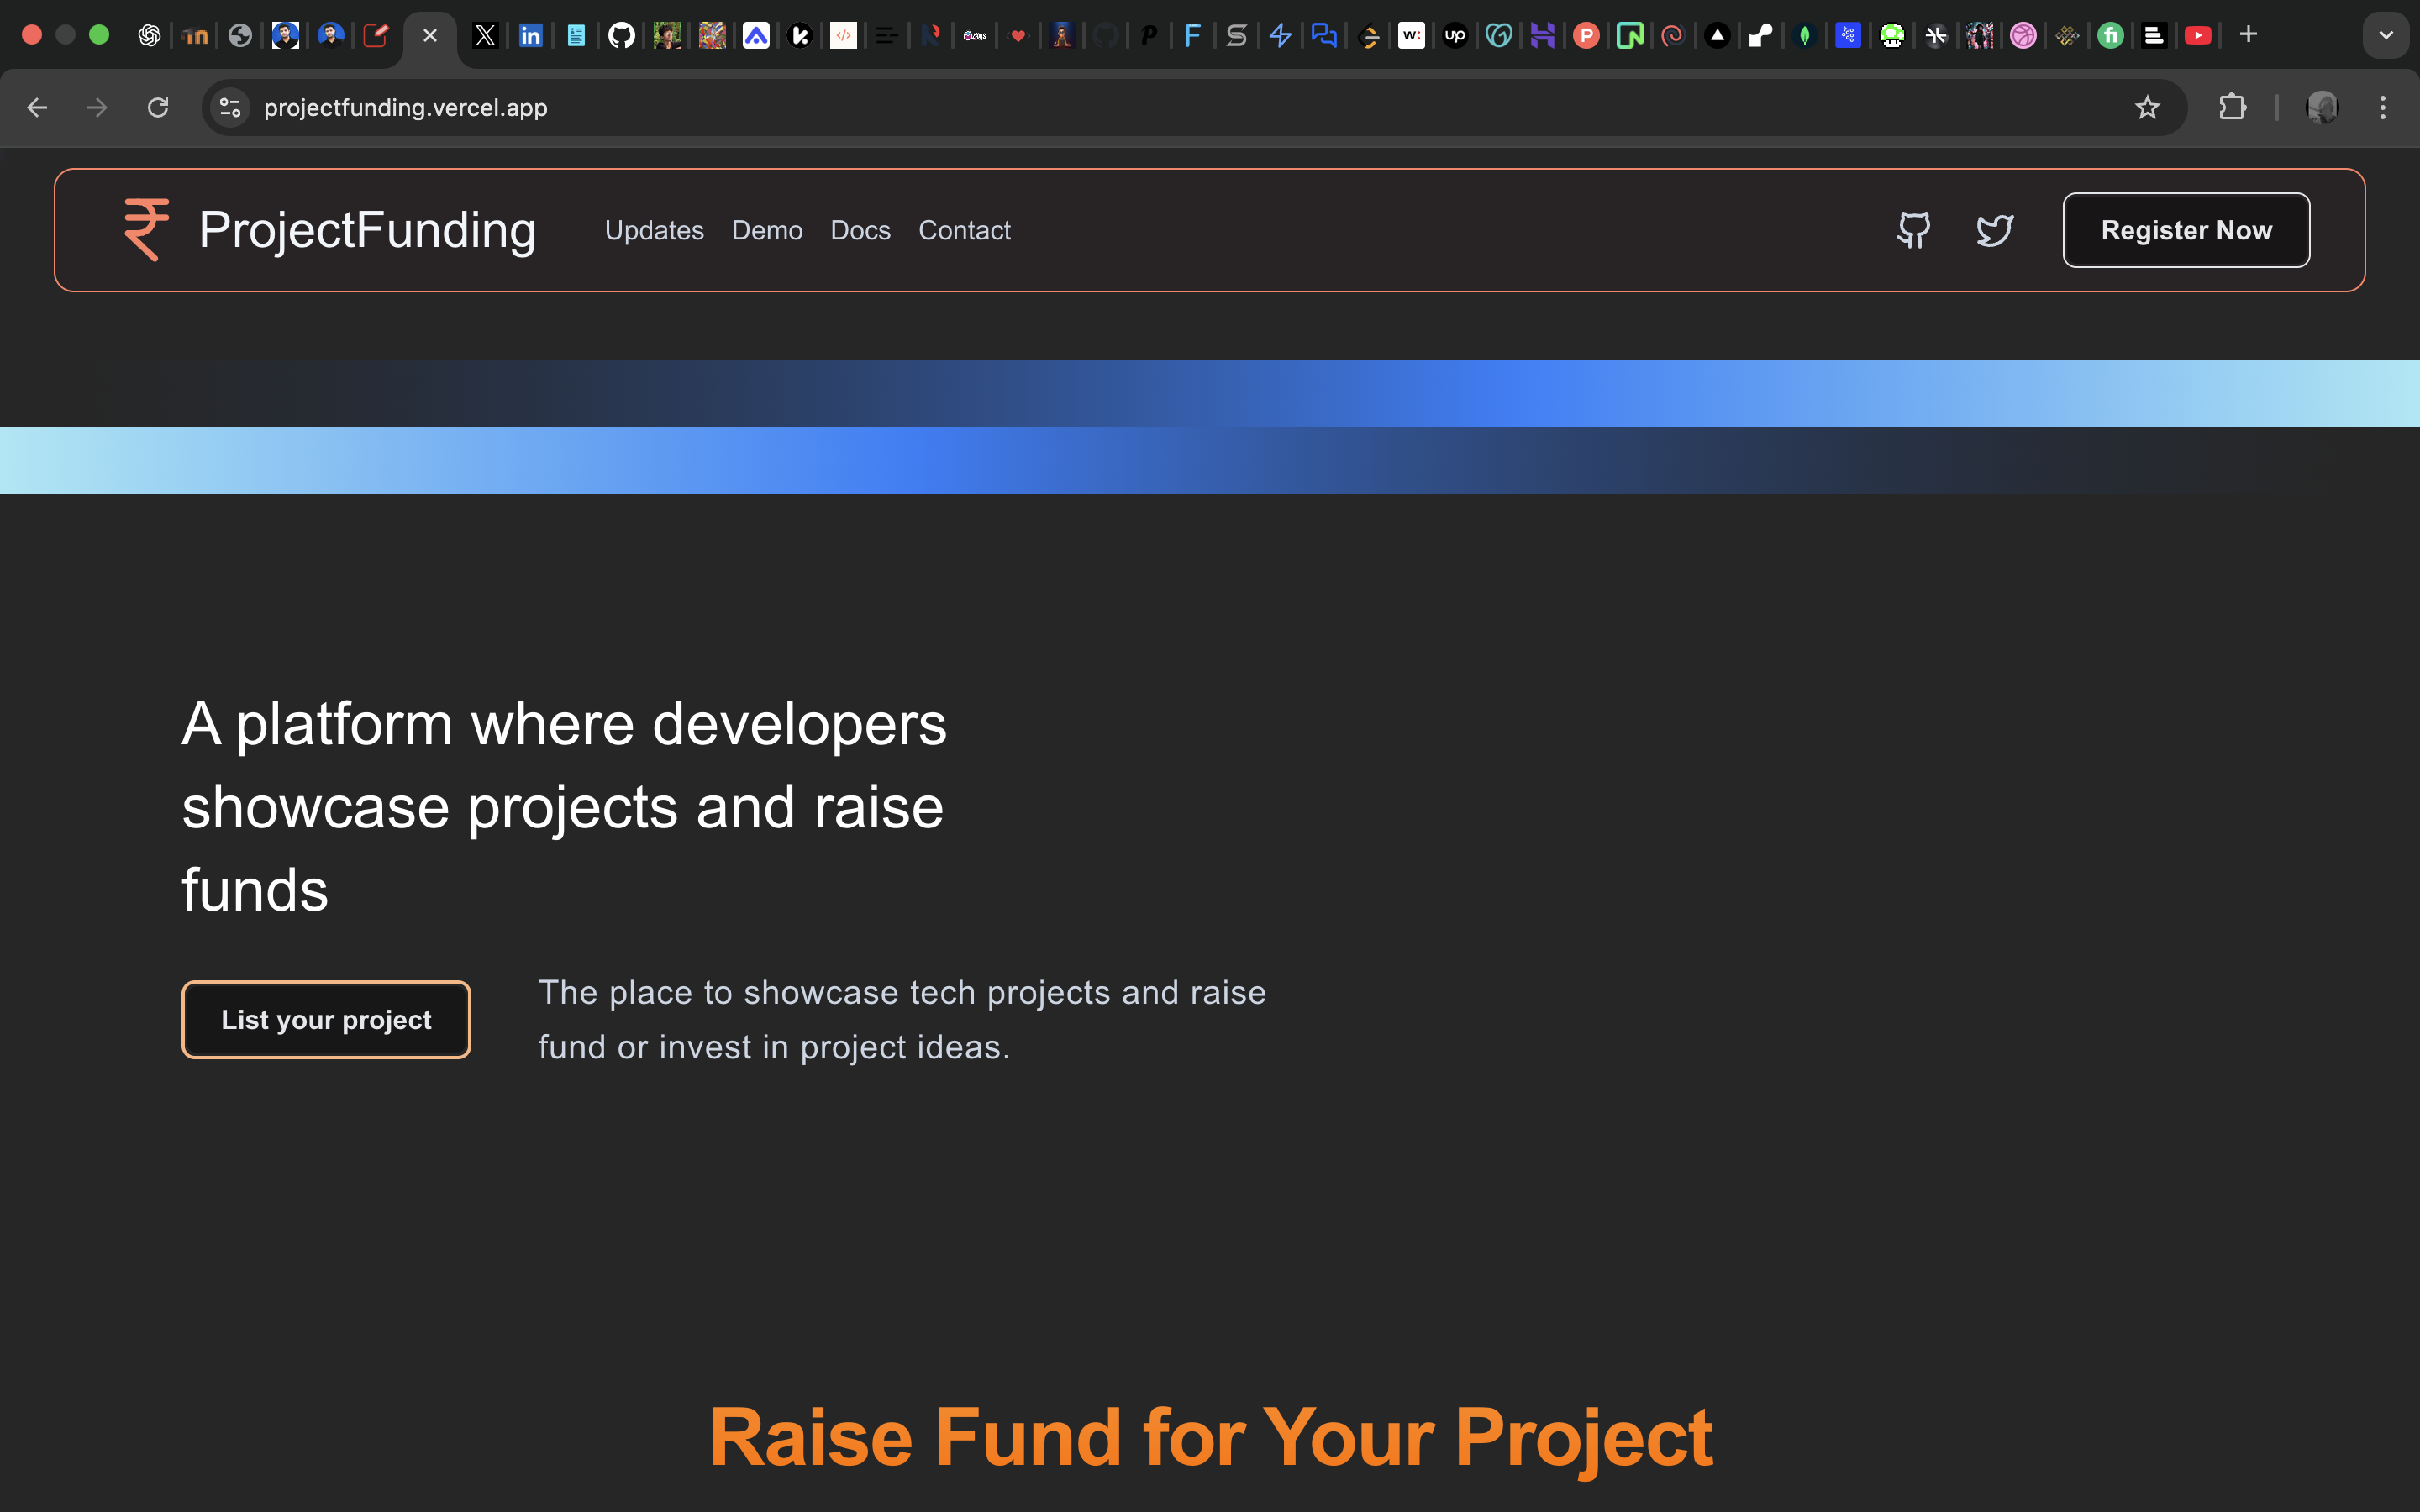 projectfunding.vercel.app
₹ ProjectFunding Updates Demo Docs Contact Register Now
A platform where developers
showcase projects and raise
funds
List your project
The place to showcase tech projects and raise
fund or invest in project ideas.
Raise Fund for Your Project